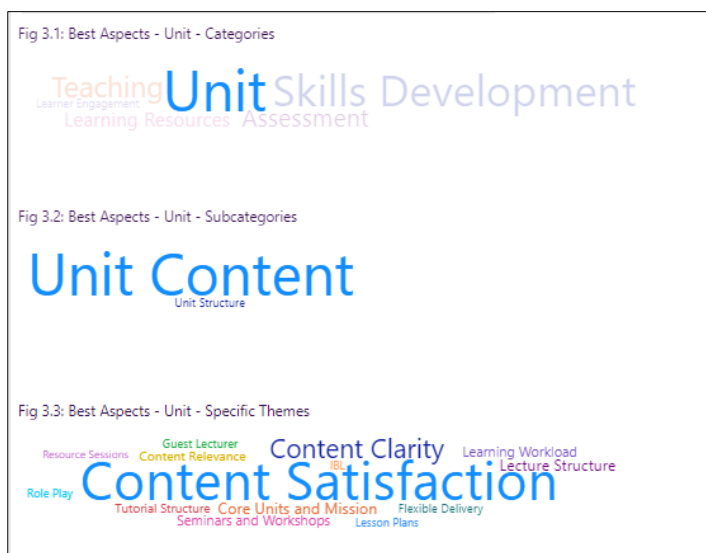 Fig 3.1: Best Aspects - Unit - Categories
Teaching Unit Skills Development
Learner Engagement
Learning Resources Assessment
Fig 3.2: Best Aspects - Unit - Subcategories
Unit Content
Unit Structure
Fig 3.3: Best Aspects - Unit - Specific Themes
Guest Lecturer Content Clarity
Resource Sessions Content Relevance Learning Workload
IBL Lecture Structure
Content Satisfaction
Role Play
Tutorial Structure Core Units and Mission Flexible Delivery
Seminars and Workshops Lesson Plans